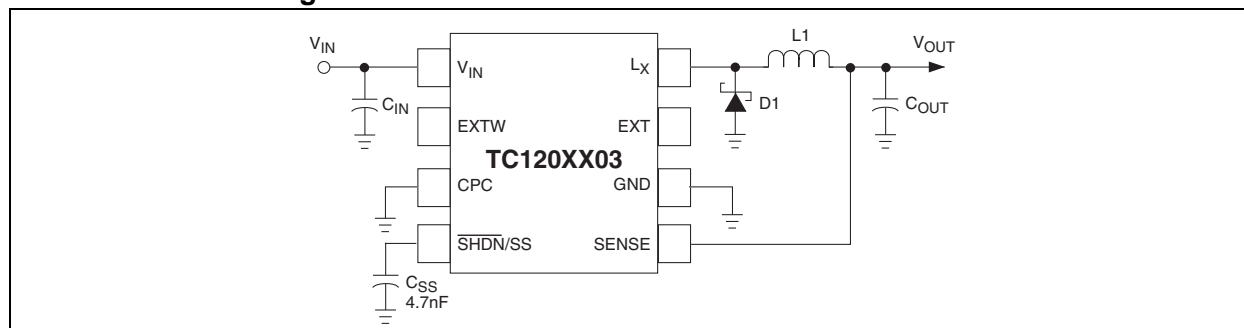 V_IN
V_IN
C_IN
EXTW
TC120XX03
CPC
SHDN/SS
C_SS
4.7nF
L_X
EXT
GND
SENSE
D1
L1
V_OUT
C_OUT